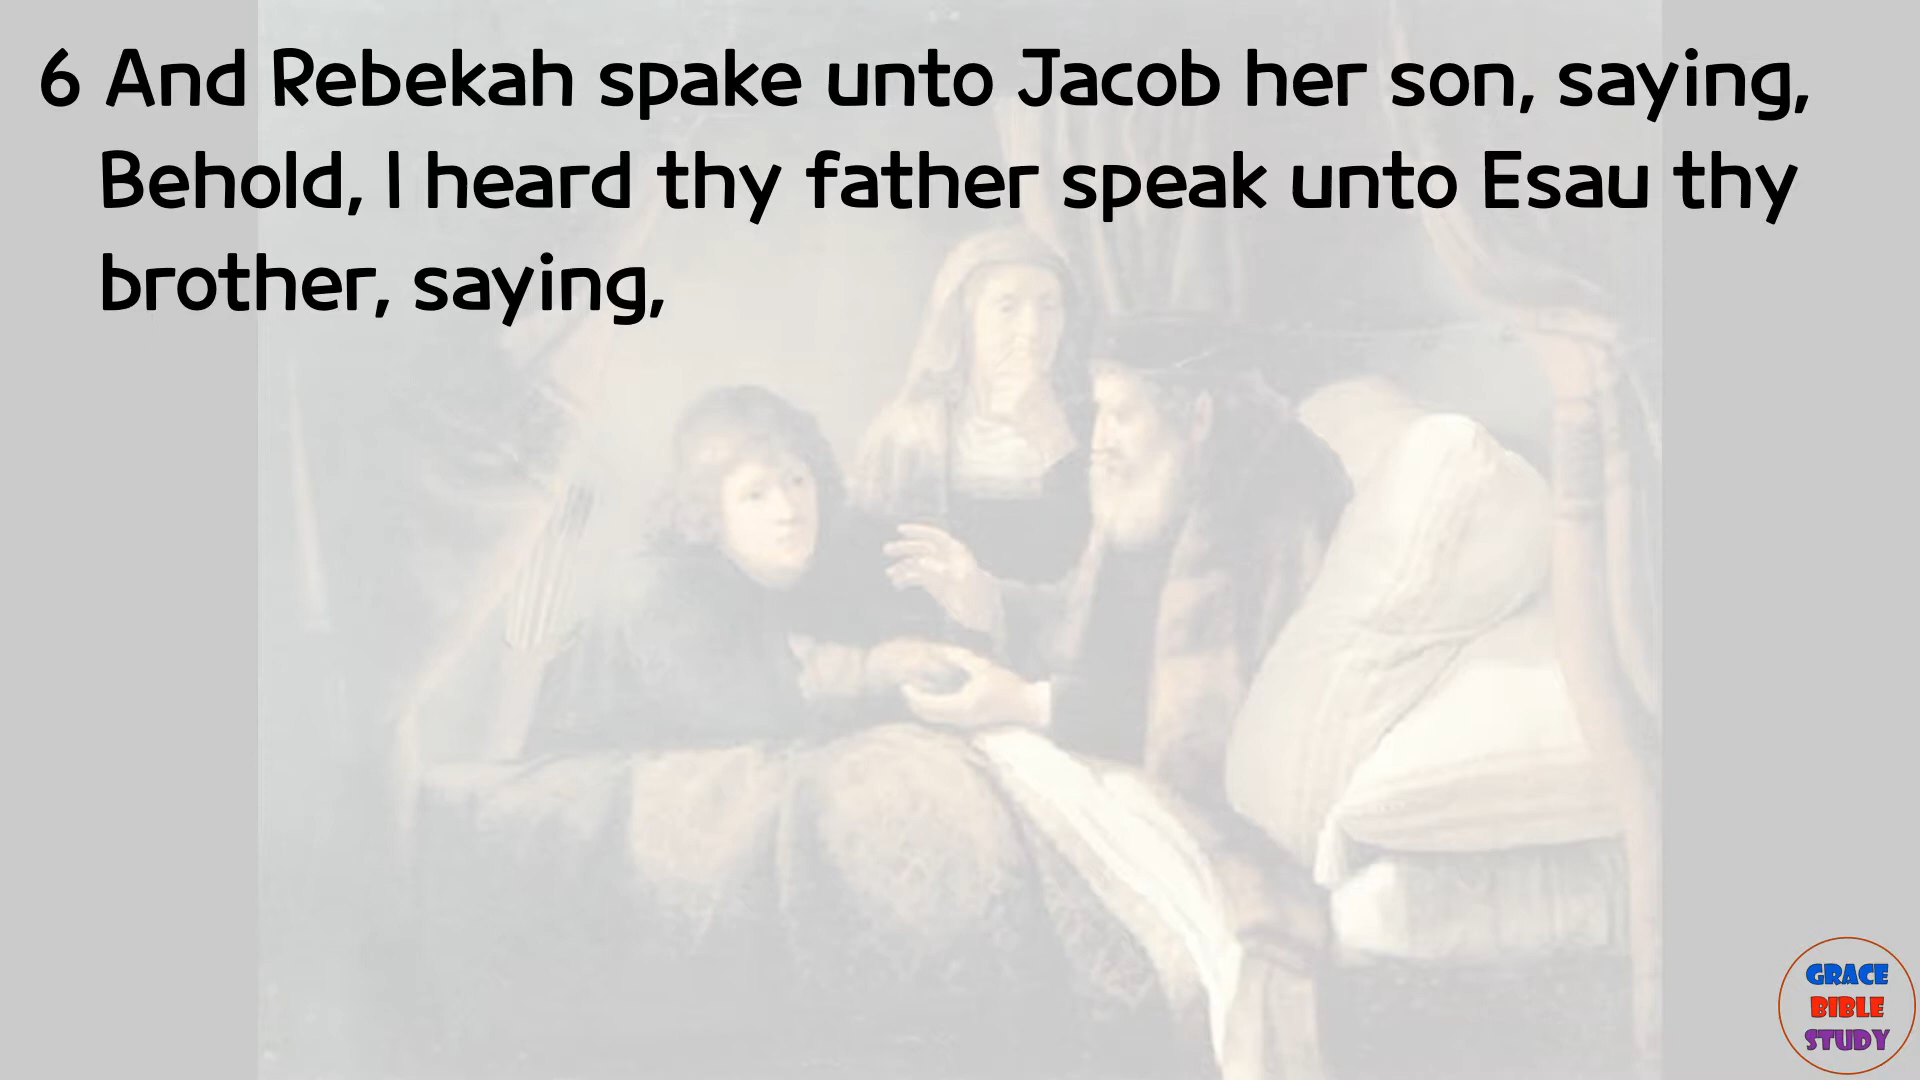 6 And Rebekah spake unto Jacob her son, saying,
Behold, I heard thy father speak unto Esau thy
brother, saying,
GRACE
BIBLE
STUDY